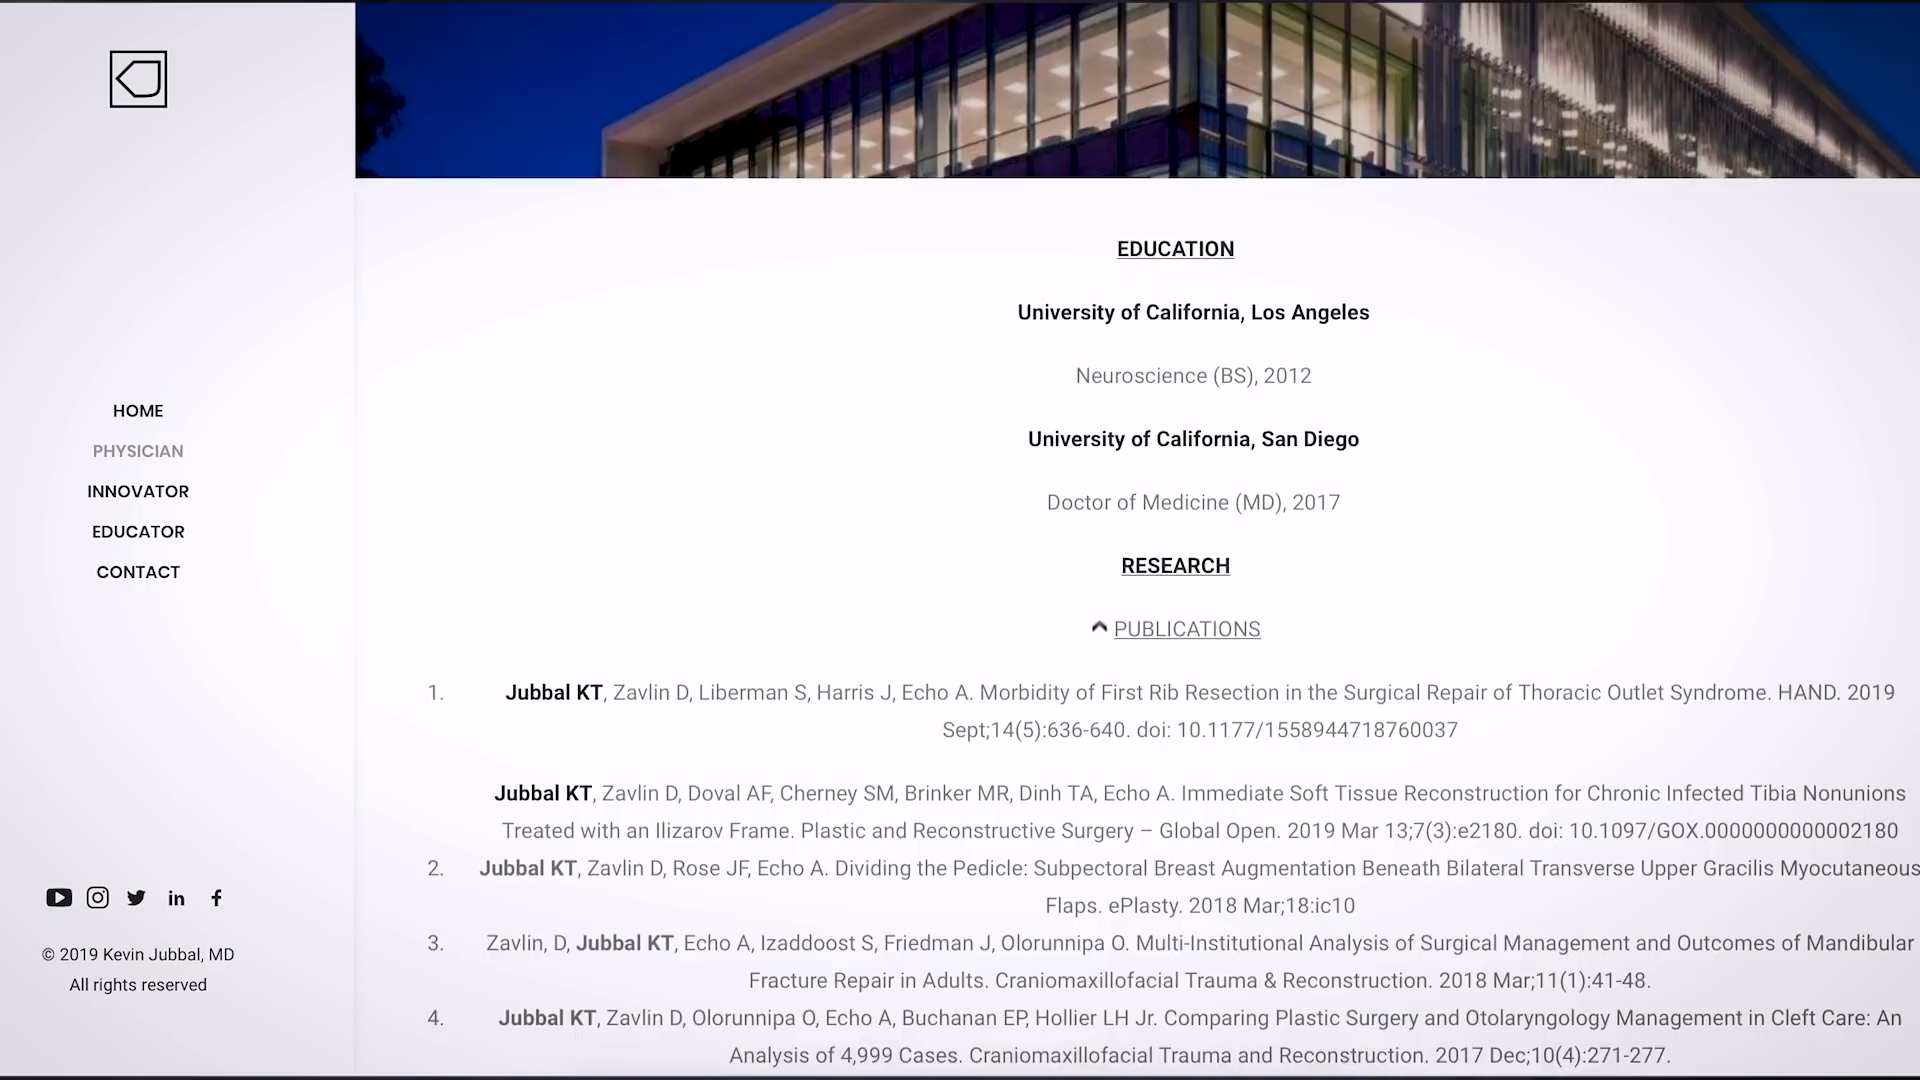 HOME
PHYSICIAN
INNOVATOR
EDUCATOR
CONTACT
© 2019 Kevin Jubbal, MD
All rights reserved
EDUCATION
University of California, Los Angeles
Neuroscience (BS), 2012
University of California, San Diego
Doctor of Medicine (MD), 2017
RESEARCH
PUBLICATIONS
1. Jubbal KT, Zavlin D, Liberman S, Harris J, Echo A. Morbidity of First Rib Resection in the Surgical Repair of Thoracic Outlet Syndrome. HAND. 2019
Sept;14(5):636-640. doi: 10.1177/1558944718760037
Jubbal KT, Zavlin D, Doval AF, Cherney SM, Brinker MR, Dinh TA, Echo A. Immediate Soft Tissue Reconstruction for Chronic Infected Tibia Nonunions
Treated with an Ilizarov Frame. Plastic and Reconstructive Surgery – Global Open. 2019 Mar 13;7(3):e2180. doi: 10.1097/GOX.0000000000002180
2. Jubbal KT, Zavlin D, Rose JF, Echo A. Dividing the Pedicle: Subpectoral Breast Augmentation Beneath Bilateral Transverse Upper Gracilis Myocutaneous
Flaps. ePlasty. 2018 Mar;18:ic10
3. Zavlin, D, Jubbal KT, Echo A, Izaddoost S, Friedman J, Olorunnipa O. Multi-Institutional Analysis of Surgical Management and Outcomes of Mandibular
Fracture Repair in Adults. Craniomaxillofacial Trauma & Reconstruction. 2018 Mar;11(1):41-48.
4. Jubbal KT, Zavlin D, Olorunnipa O, Echo A, Buchanan EP, Hollier LH Jr. Comparing Plastic Surgery and Otolaryngology Management in Cleft Care: An
Analysis of 4,999 Cases. Craniomaxillofacial Trauma and Reconstruction. 2017 Dec;10(4):271-277.